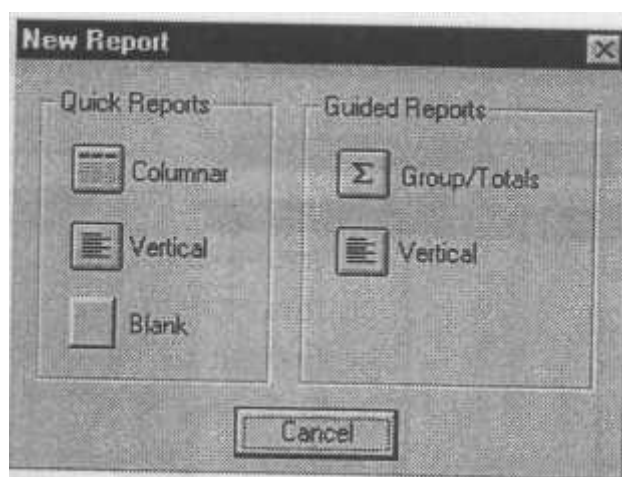 New Report
Quick Reports
Columnar
Vertical
Blank
Guided Reports
Σ Group/Totals
Vertical
Cancel